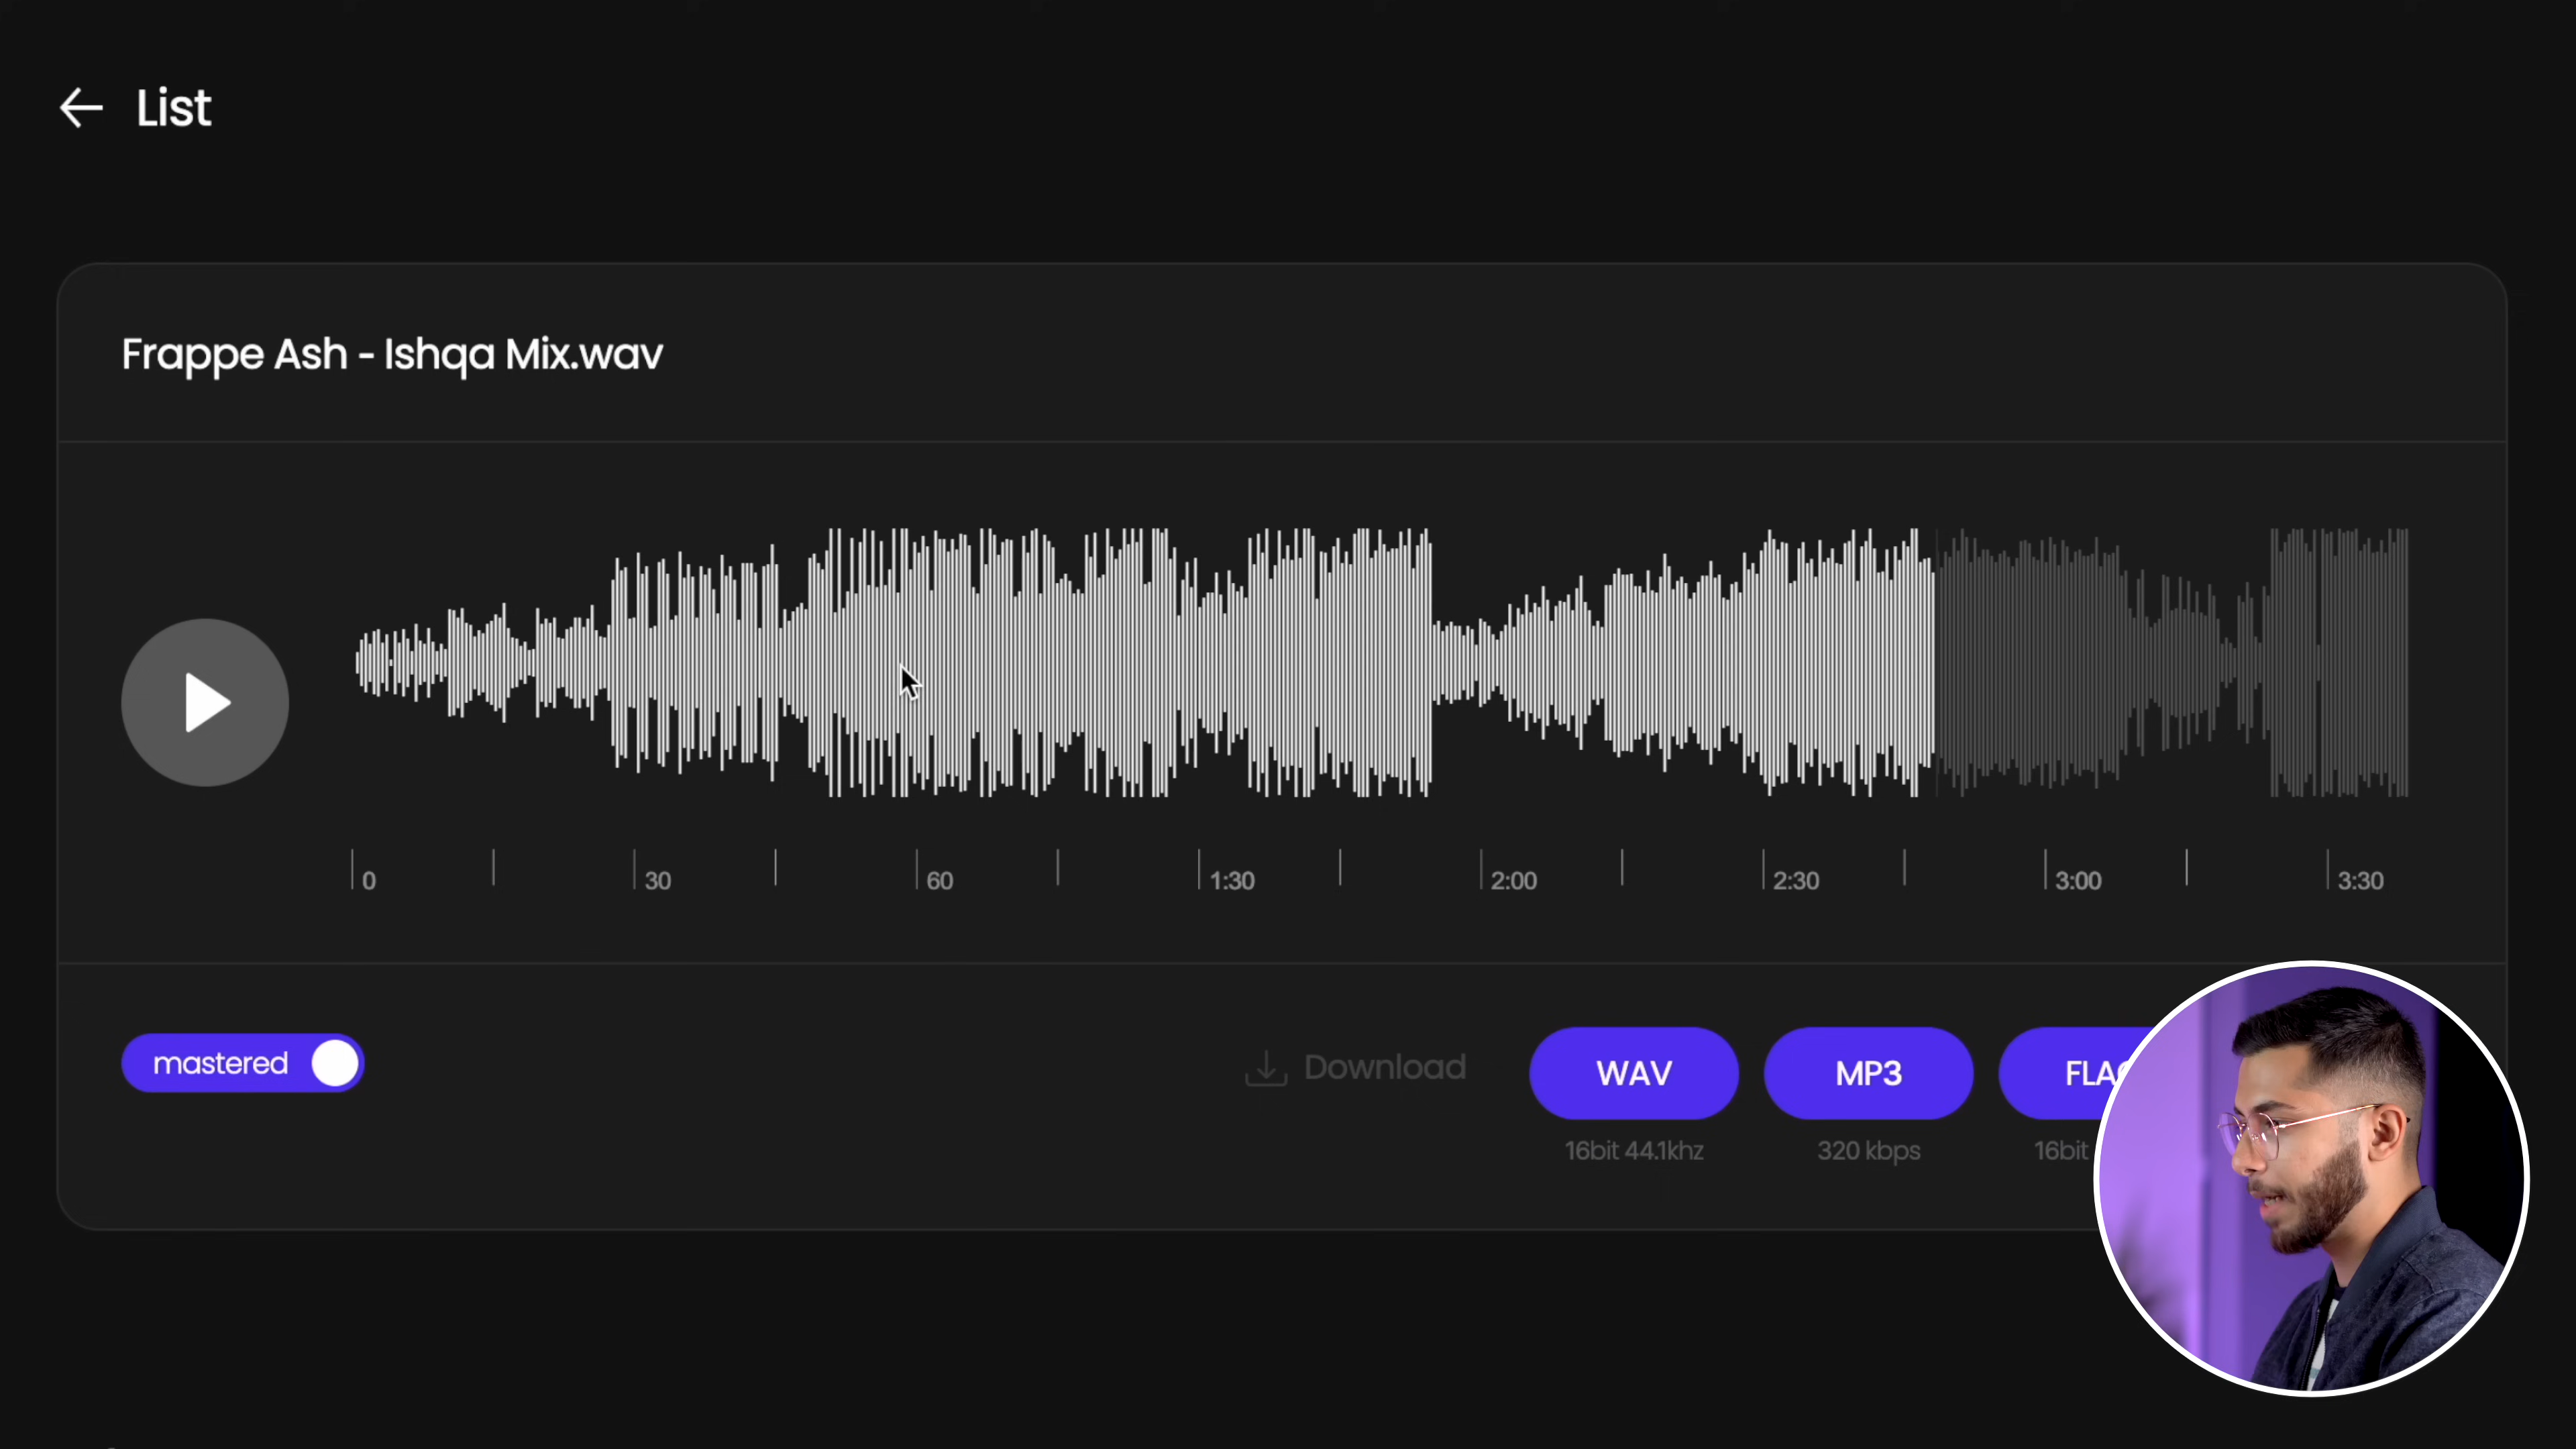 List
Frappe Ash - Ishqa Mix.wav
0 30 60 1:30 2:00 2:30 3:00 3:30
mastered
Download WAV MP3
16bit 44.1khz 320 kbps 16bit